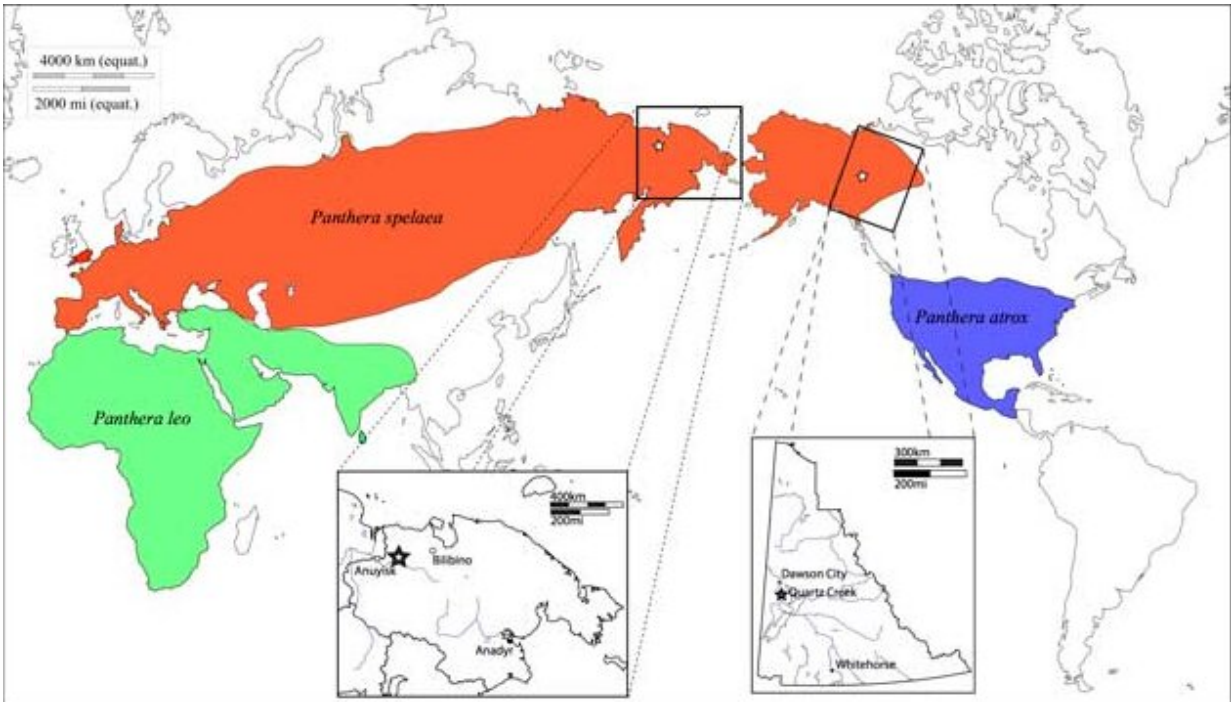 4000 km (equat.)
2000 mi (equat.)
Panthera spelaea
Panthera atrox
Panthera leo
400km
200mi
Bilibino
Anuyisk
Anadyr
300km
200mi
Dawson City
Quartz Creek
Whitehorse